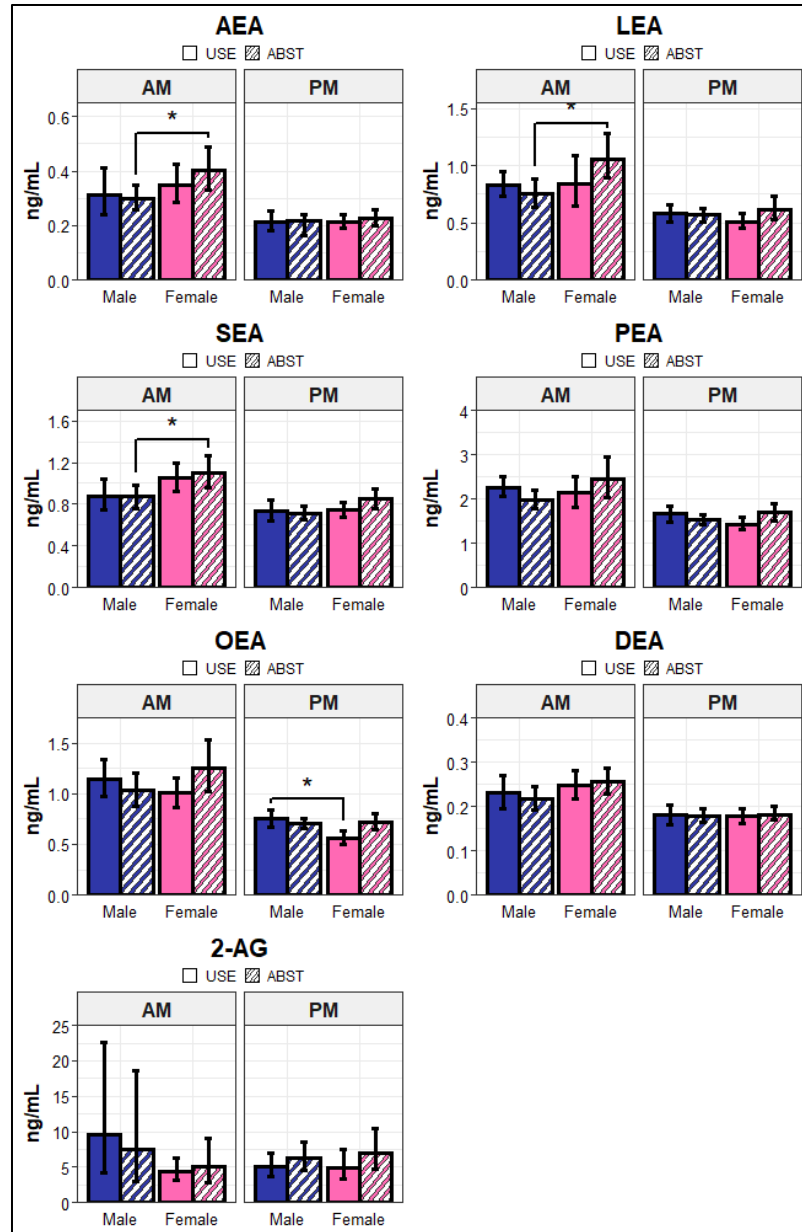 AEA
USE ABST
AM PM
ng/mL
0.6
*
0.4
0.2
0.0
Male Female Male Female
LEA
USE ABST
AM PM
ng/mL
1.5
*
1.0
0.5
0.0
Male Female Male Female
SEA
USE ABST
AM PM
ng/mL
1.6
*
1.2
0.8
0.4
0.0
Male Female Male Female
PEA
USE ABST
AM PM
ng/mL
4
3
2
1
0
Male Female Male Female
OEA
USE ABST
AM PM
ng/mL
1.5
1.0
*
0.5
0.0
Male Female Male Female
DEA
USE ABST
AM PM
ng/mL
0.4
0.3
0.2
0.1
0.0
Male Female Male Female
2-AG
USE ABST
AM PM
ng/mL
25
20
15
10
5
0
Male Female Male Female